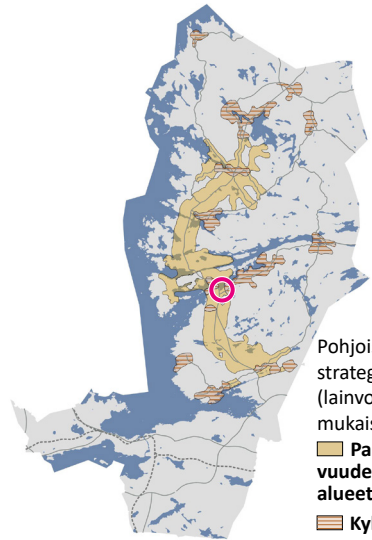 Pohjoi
strateg
(lainvo
mukais
Pa
vuude
alueet
Kyl